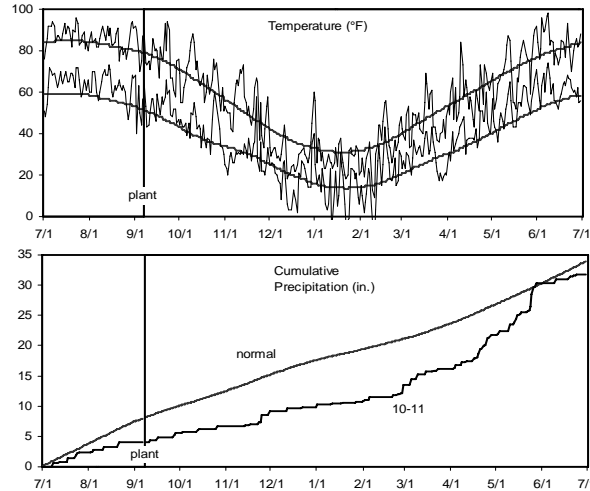 Temperature (°F)
100
80
60
40
20
0
plant
7/1 8/1 9/1 10/1 11/1 12/1 1/1 2/1 3/1 4/1 5/1 6/1 7/1
Cumulative
Precipitation (in.)
35
30
25
20
15
10
5
0
normal
10-11
plant
7/1 8/1 9/1 10/1 11/1 12/1 1/1 2/1 3/1 4/1 5/1 6/1 7/